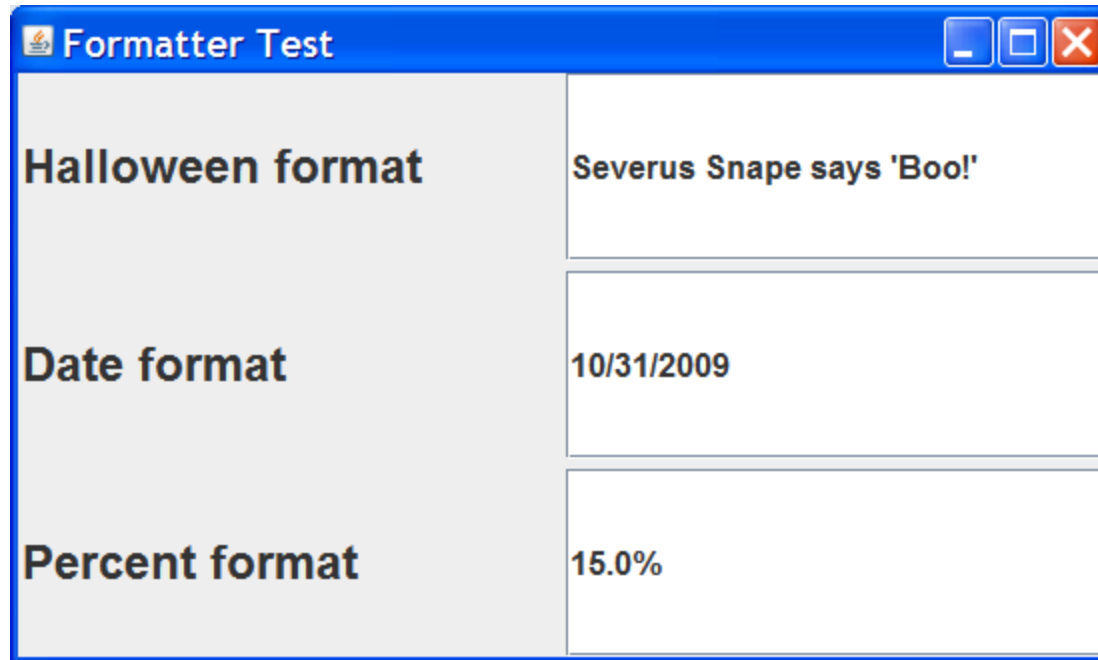 Formatter Test
Halloween format
Severus Snape says 'Boo!'
Date format
10/31/2009
Percent format
15.0%